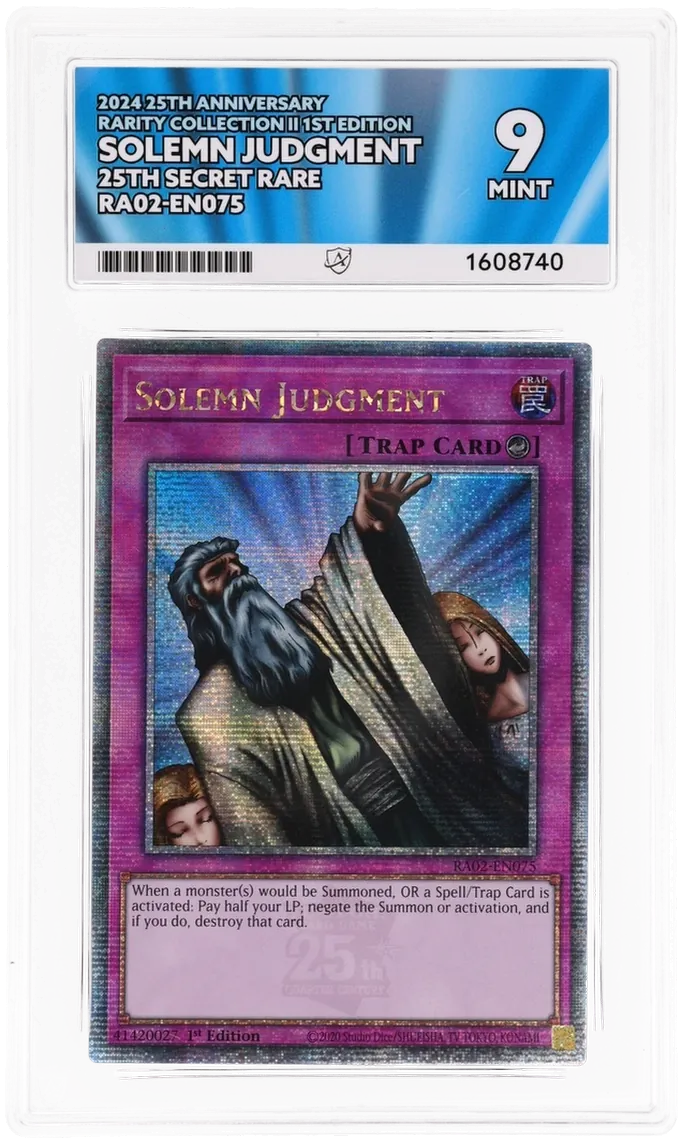 2024 25TH ANNIVERSARY
RARITY COLLECTION II 1ST EDITION
SOLEMN JUDGMENT
25TH SECRET RARE
RA02-EN075
9
MINT
1608740
SOLEMN JUDGMENT
TRAP
罠
[TRAP CARD]
RA02-EN075
When a monster(s) would be Summoned, OR a Spell/Trap Card is
activated: Pay half your LP; negate the Summon or activation, and
if you do, destroy that card.
25th
QUARTER CENTURY
41420027 1st Edition ©2020 Studio Dice/SHUEISHA, TV TOKYO, KONAMI